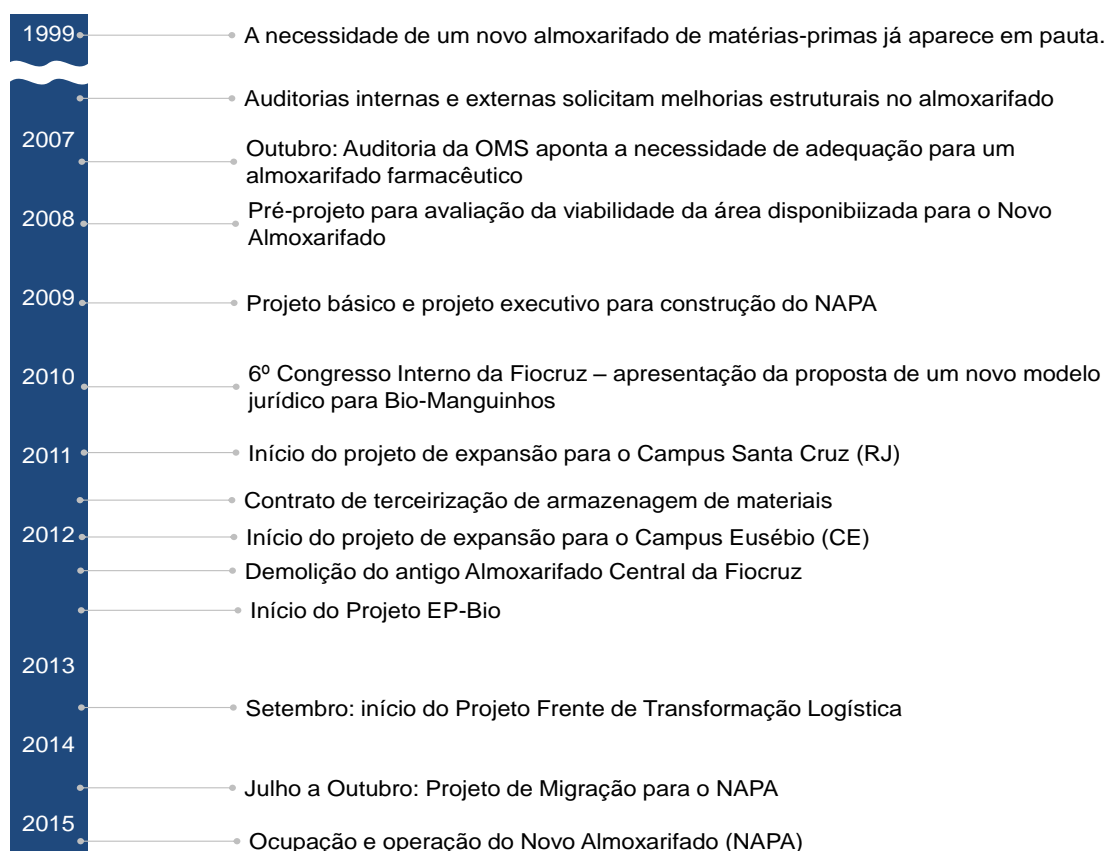 1999 A necessidade de um novo almoxarifado de matérias-primas já aparece em pauta.
Auditorias internas e externas solicitam melhorias estruturais no almoxarifado
2007
Outubro: Auditoria da OMS aponta a necessidade de adequação para um
almoxarifado farmacêutico
2008 Pré-projeto para avaliação da viabilidade da área disponibiizada para o Novo
Almoxarifado
2009 Projeto básico e projeto executivo para construção do NAPA
2010 6º Congresso Interno da Fiocruz – apresentação da proposta de um novo modelo
jurídico para Bio-Manguinhos
2011 Início do projeto de expansão para o Campus Santa Cruz (RJ)
Contrato de terceirização de armazenagem de materiais
2012 Início do projeto de expansão para o Campus Eusébio (CE)
Demolição do antigo Almoxarifado Central da Fiocruz
Início do Projeto EP-Bio
2013
Setembro: início do Projeto Frente de Transformação Logística
2014
Julho a Outubro: Projeto de Migração para o NAPA
2015
Ocupação e operação do Novo Almoxarifado (NAPA)